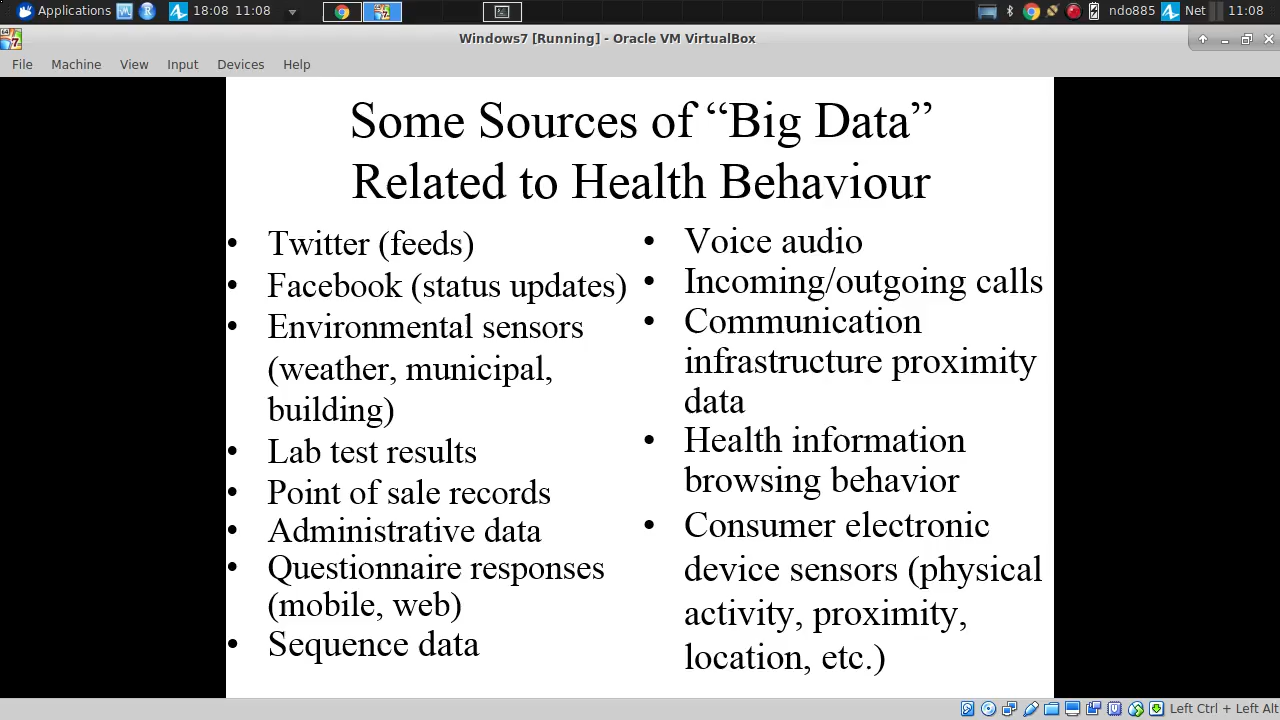 Applications 18:08 11:08 ndo885 Net 11:08
Windows7 [Running] - Oracle VM VirtualBox
File Machine View Input Devices Help
Some Sources of “Big Data”
Related to Health Behaviour
• Twitter (feeds)
• Facebook (status updates)
• Environmental sensors
(weather, municipal,
building)
• Lab test results
• Point of sale records
• Administrative data
• Questionnaire responses
(mobile, web)
• Sequence data
• Voice audio
• Incoming/outgoing calls
• Communication
infrastructure proximity
data
• Health information
browsing behavior
• Consumer electronic
device sensors (physical
activity, proximity,
location, etc.)
Left Ctrl + Left Alt